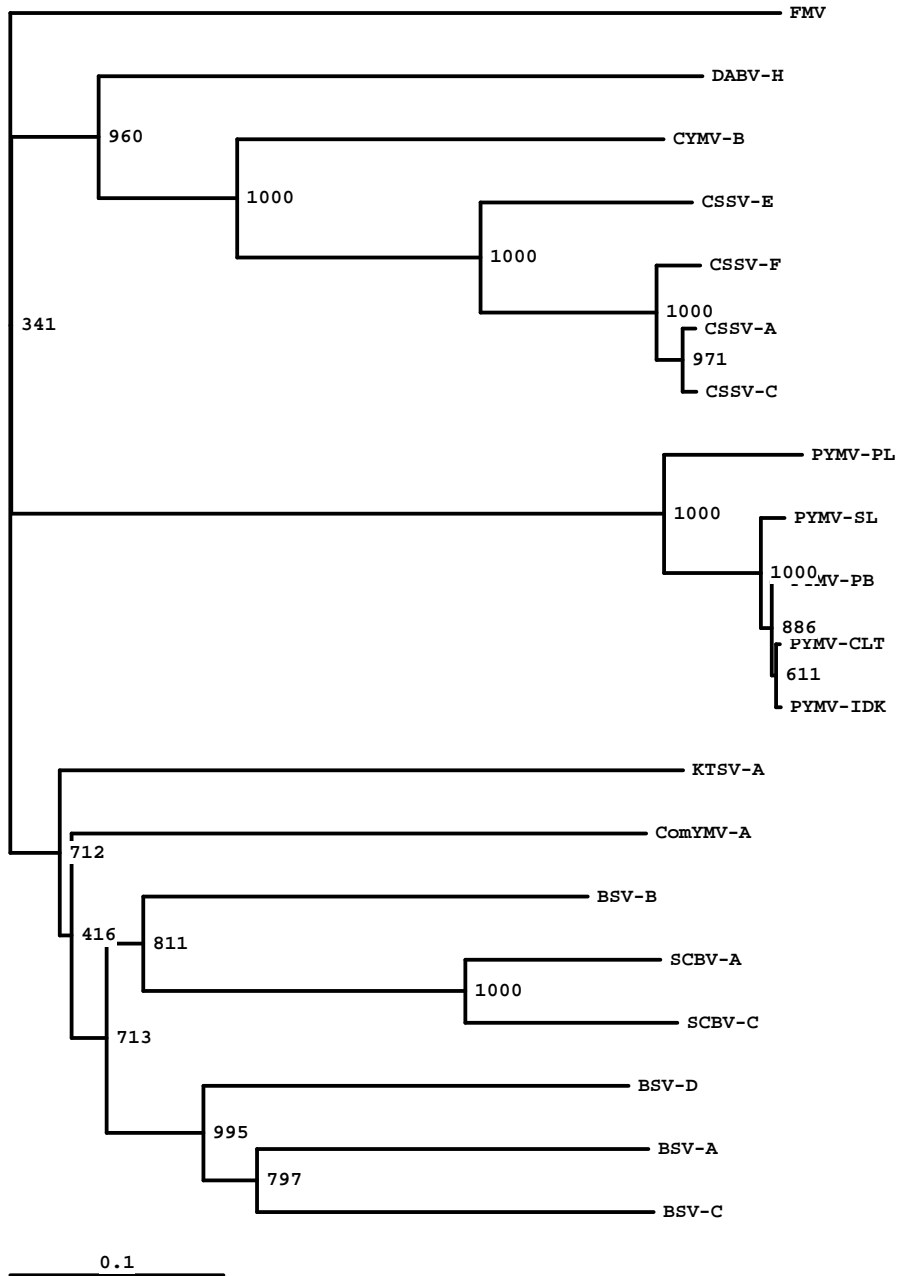 FMV
DABV-H
960
CYMV-B
1000
CSSV-E
1000
CSSV-F
1000
CSSV-A
971
CSSV-C
341
PYMV-PL
1000
PYMV-SL
1000
MV-PB
886
PYMV-CLT
611
PYMV-IDK
KTSV-A
ComYMV-A
712
BSV-B
416
811
SCBV-A
1000
SCBV-C
713
BSV-D
995
BSV-A
797
BSV-C
0.1